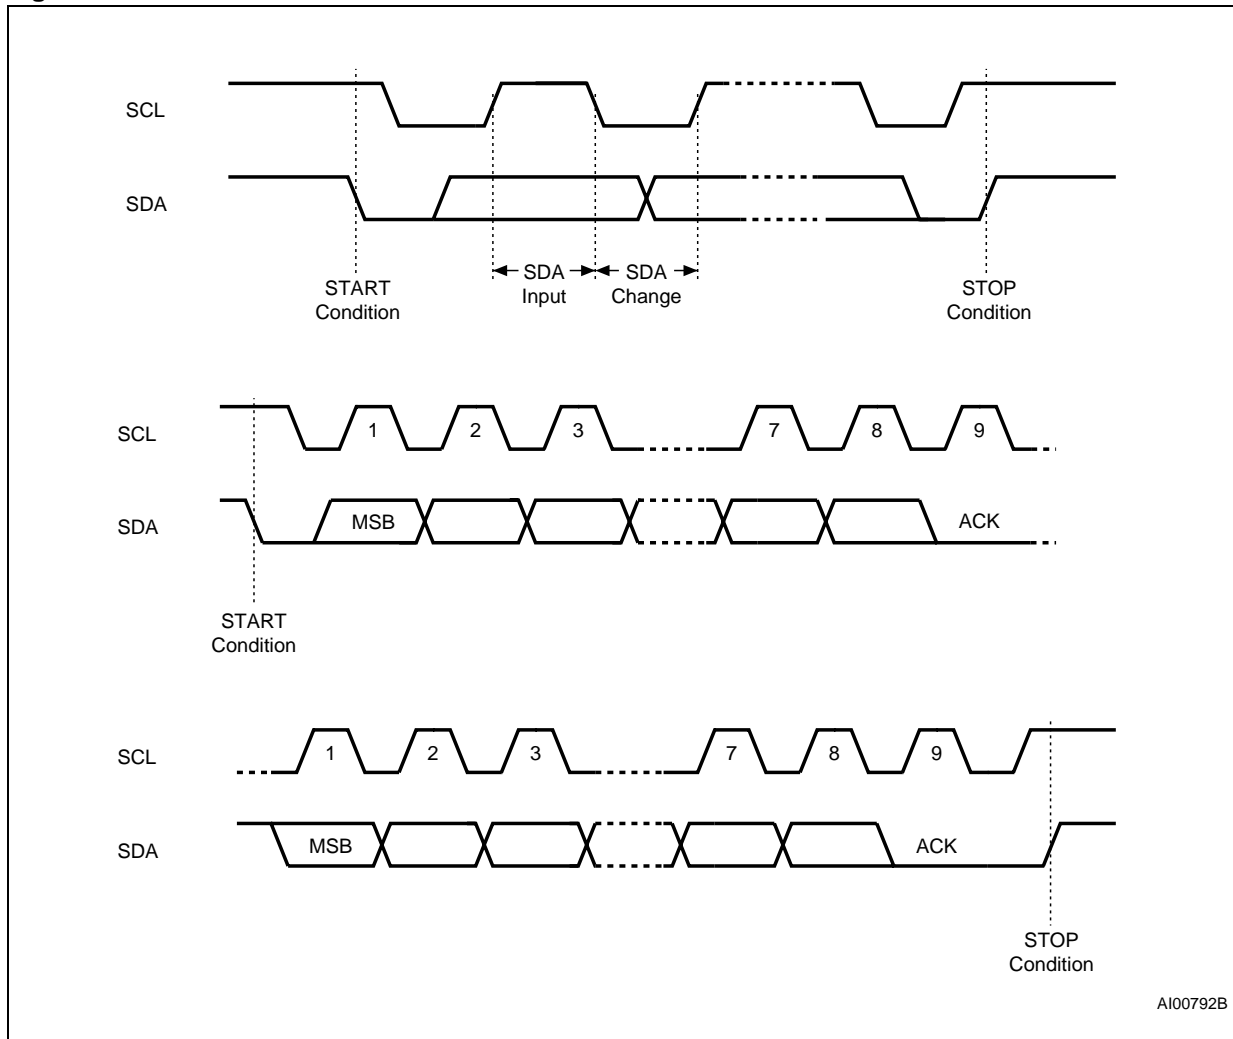 SCL
SDA
SDA
Input
SDA
Change
START
Condition
STOP
Condition
SCL
1 2 3 7 8 9
SDA
MSB ACK
START
Condition
SCL
1 2 3 7 8 9
SDA
MSB ACK
STOP
Condition
AI00792B